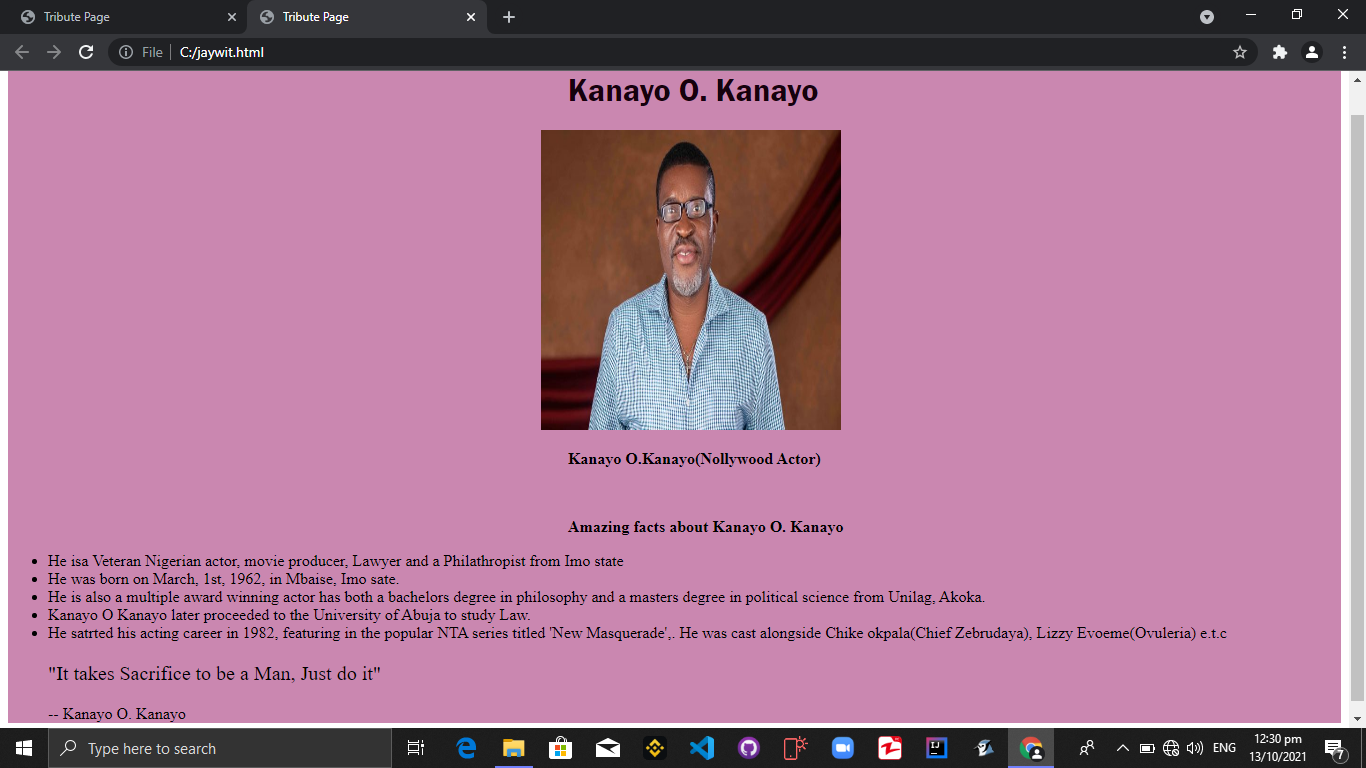 Tribute Page
Tribute Page
File
C:/jaywit.html
Kanayo O. Kanayo
Kanayo O.Kanayo(Nollywood Actor)
Amazing facts about Kanayo O. Kanayo
He isa Veteran Nigerian actor, movie producer, Lawyer and a Philathropist from Imo state
He was born on March, 1st, 1962, in Mbaise, Imo sate.
He is also a multiple award winning actor has both a bachelors degree in philosophy and a masters degree in political science from Unilag, Akoka.
Kanayo O Kanayo later proceeded to the University of Abuja to study Law.
He satrted his acting career in 1982, featuring in the popular NTA series titled 'New Masquerade',. He was cast alongside Chike okpala(Chief Zebrudaya), Lizzy Evoeme(Ovuleria) e.t.c
"It takes Sacrifice to be a Man, Just do it"
-- Kanayo O. Kanayo
Type here to search
IJ
ENG
12:30 pm
13/10/2021
7